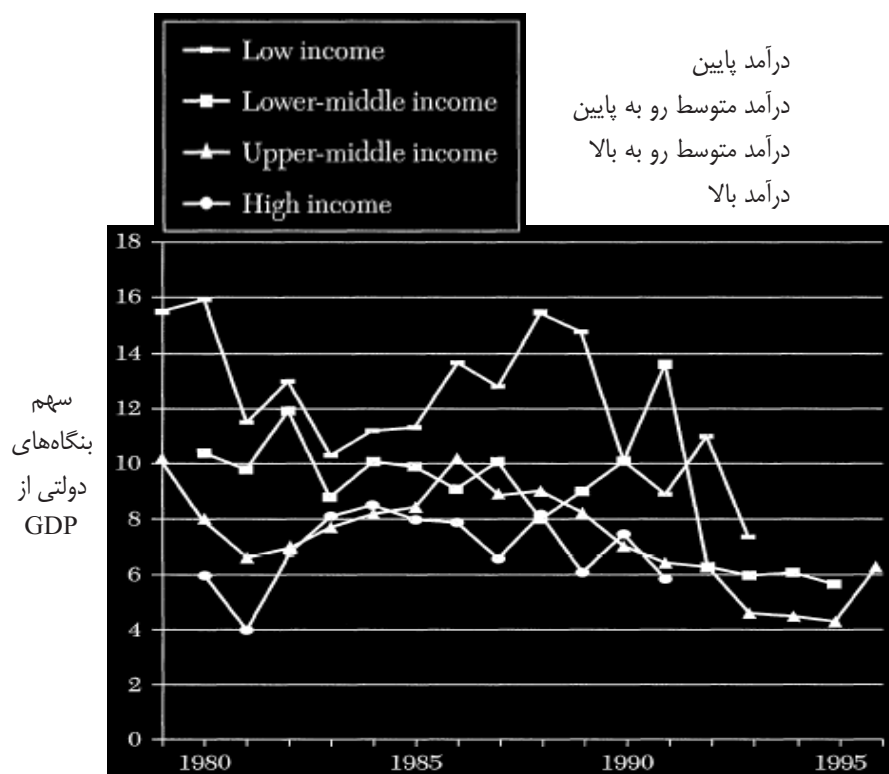 Low income
Lower-middle income
Upper-middle income
High income
درآمد پایین
درآمد متوسط رو به پایین
درآمد متوسط رو به بالا
درآمد بالا
سهم
بنگاه‌های
دولتی از
GDP
18
16
14
12
10
8
6
4
2
0
1980 1985 1990 1995